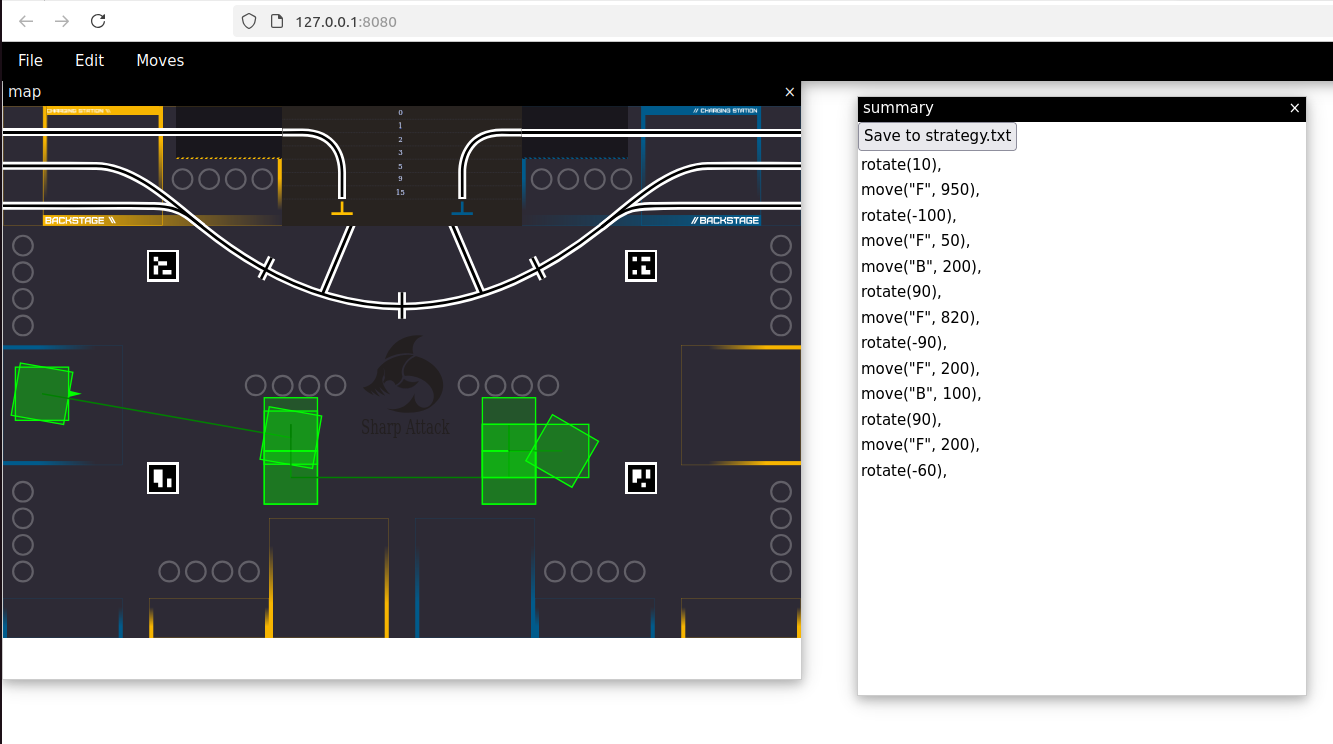 127.0.0.1:8080
File Edit Moves
map ×
CHARGING STATION \\
// CHARGING STATION
0
1
2
3
5
9
15
BACKSTAGE \\
// BACKSTAGE
Sharp Attack
summary ×
Save to strategy.txt
rotate(10),
move("F", 950),
rotate(-100),
move("F", 50),
move("B", 200),
rotate(90),
move("F", 820),
rotate(-90),
move("F", 200),
move("B", 100),
rotate(90),
move("F", 200),
rotate(-60),